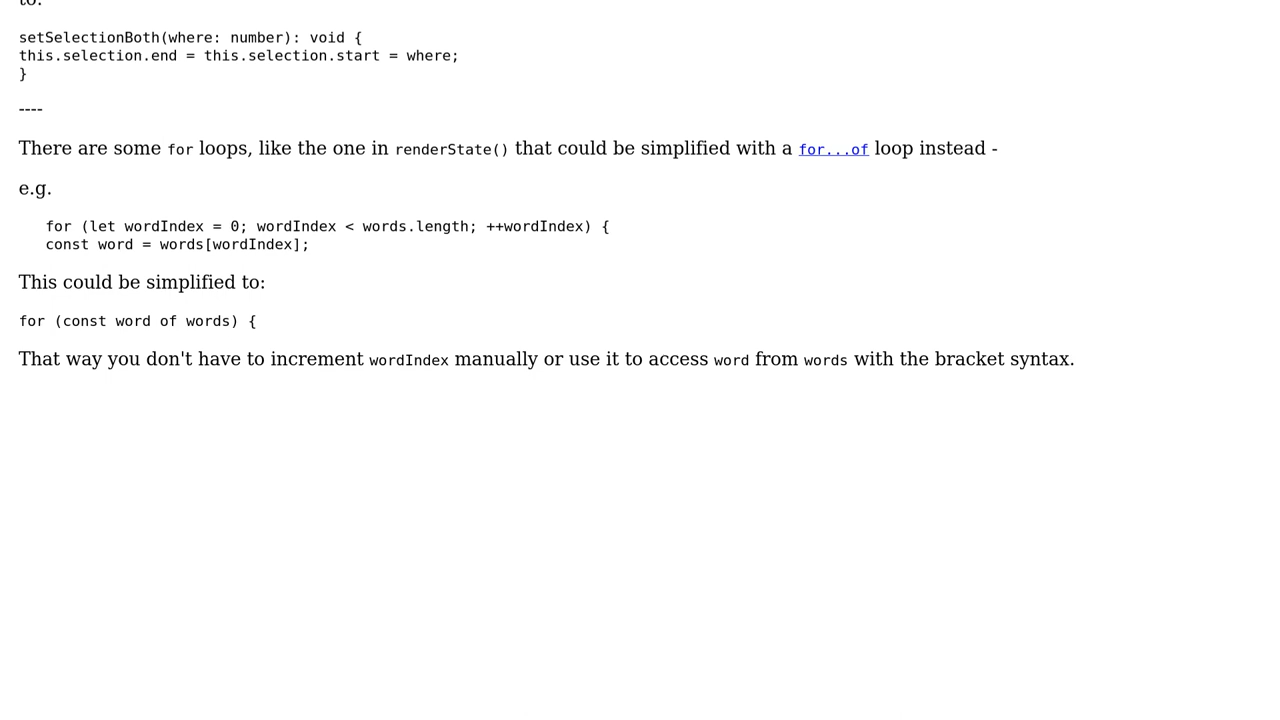 to:
setSelectionBoth(where: number): void {
this.selection.end = this.selection.start = where;
}
----
There are some for loops, like the one in renderState() that could be simplified with a for...of loop instead -
e.g.
for (let wordIndex = 0; wordIndex < words.length; ++wordIndex) {
const word = words[wordIndex];
This could be simplified to:
for (const word of words) {
That way you don't have to increment wordIndex manually or use it to access word from words with the bracket syntax.